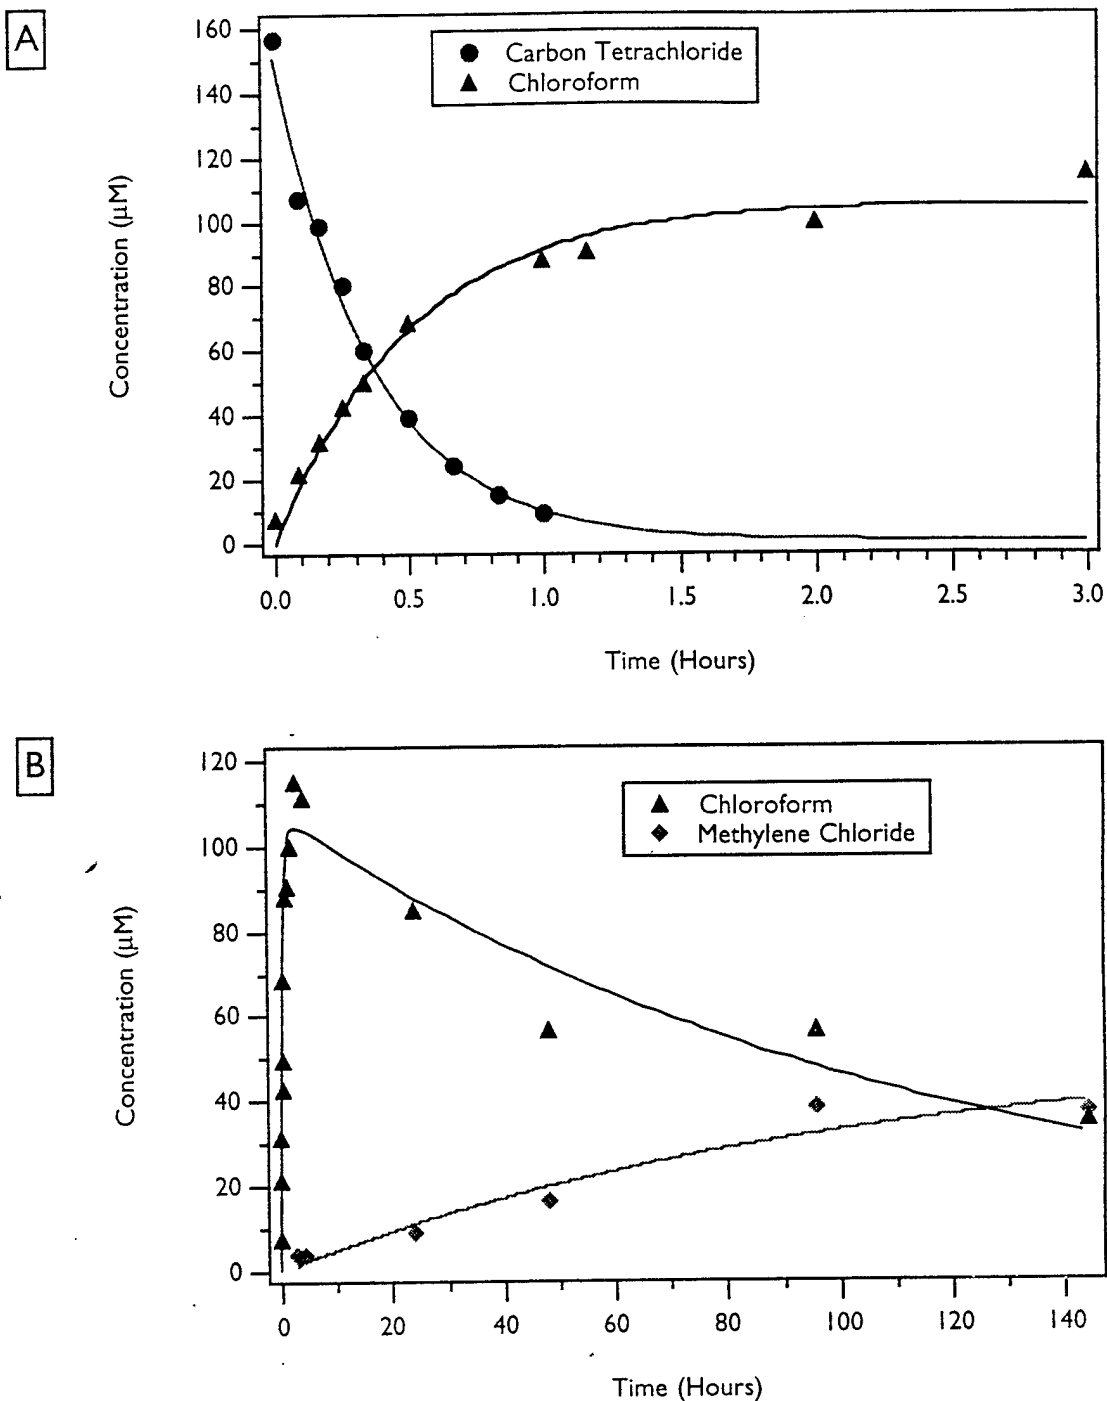 A
Carbon Tetrachloride
Chloroform
160
140
120
100
80
60
40
20
0
Concentration (μM)
0.0 0.5 1.0 1.5 2.0 2.5 3.0
Time (Hours)
B
Chloroform
Methylene Chloride
120
100
80
60
40
20
0
Concentration (μM)
0 20 40 60 80 100 120 140
Time (Hours)